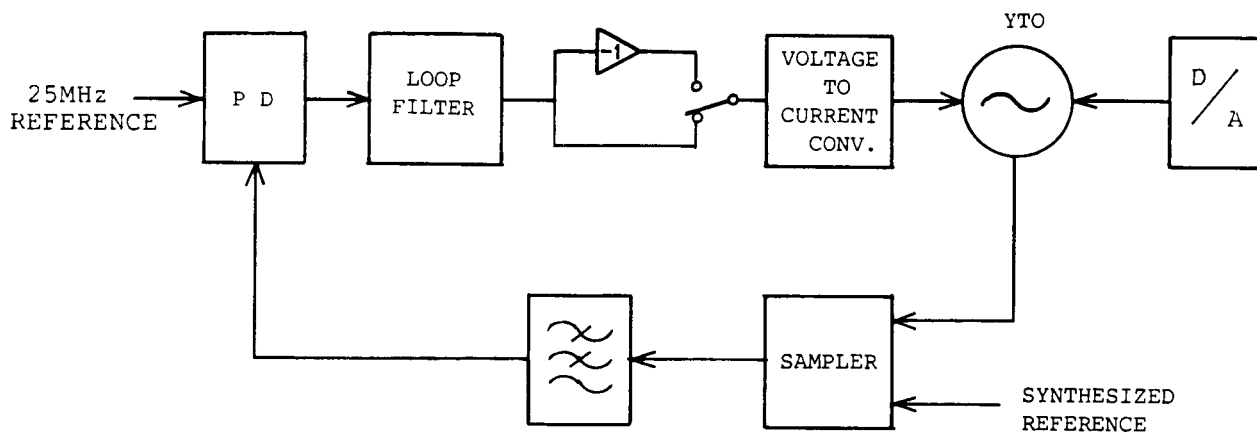 YTO
25MHz
REFERENCE
P D
LOOP
FILTER
-1
VOLTAGE
TO
CURRENT
CONV.
D/A
SAMPLER
SYNTHESIZED
REFERENCE